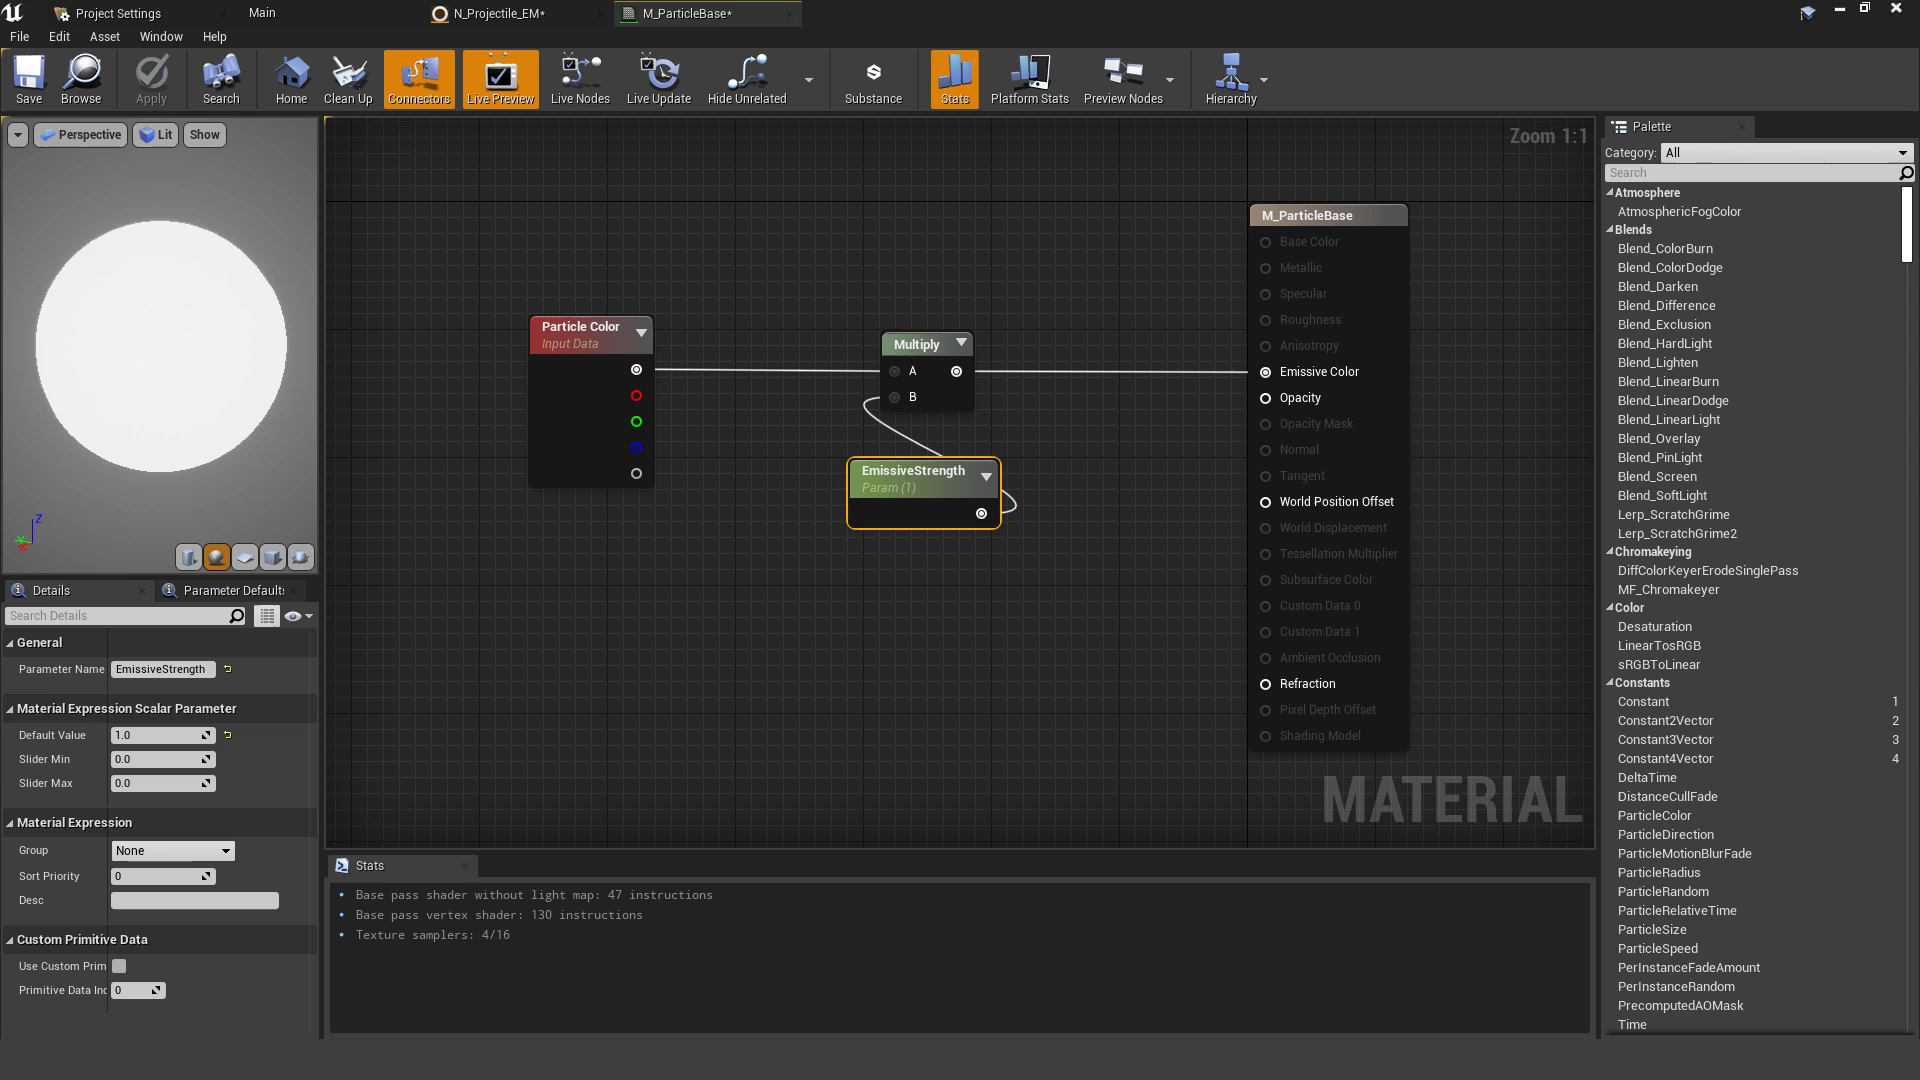 Project Settings
Main
N_Projectile_EM*
M_ParticleBase*
File Edit Asset Window Help
Save
Browse
Apply
Search
Home
Clean Up
Connectors
Live Preview
Live Nodes
Live Update
Hide Unrelated
Substance
Stats
Platform Stats
Preview Nodes
Hierarchy
Perspective
Lit
Show
Z
Zoom 1:1
Particle Color
Input Data
Multiply
A
B
EmissiveStrength
Param (1)
M_ParticleBase
Base Color
Metallic
Specular
Roughness
Anisotropy
Emissive Color
Opacity
Opacity Mask
Normal
Tangent
World Position Offset
World Displacement
Tessellation Multiplier
Subsurface Color
Custom Data 0
Custom Data 1
Ambient Occlusion
Refraction
Pixel Depth Offset
Shading Model
MATERIAL
Details
Parameter Default
Search Details
General
Parameter Name EmissiveStrength
Material Expression Scalar Parameter
Default Value 1.0
Slider Min 0.0
Slider Max 0.0
Material Expression
Group None
Sort Priority 0
Desc
Custom Primitive Data
Use Custom Prim
Primitive Data Inc 0
Stats
• Base pass shader without light map: 47 instructions
• Base pass vertex shader: 130 instructions
• Texture samplers: 4/16
Palette
Category: All
Search
Atmosphere
AtmosphericFogColor
Blends
Blend_ColorBurn
Blend_ColorDodge
Blend_Darken
Blend_Difference
Blend_Exclusion
Blend_HardLight
Blend_Lighten
Blend_LinearBurn
Blend_LinearDodge
Blend_LinearLight
Blend_Overlay
Blend_PinLight
Blend_Screen
Blend_SoftLight
Lerp_ScratchGrime
Lerp_ScratchGrime2
Chromakeying
DiffColorKeyerErodeSinglePass
MF_Chromakeyer
Color
Desaturation
LinearTosRGB
sRGBToLinear
Constants
Constant 1
Constant2Vector 2
Constant3Vector 3
Constant4Vector 4
DeltaTime
DistanceCullFade
ParticleColor
ParticleDirection
ParticleMotionBlurFade
ParticleRadius
ParticleRandom
ParticleRelativeTime
ParticleSize
ParticleSpeed
PerInstanceFadeAmount
PerInstanceRandom
PrecomputedAOMask
Time